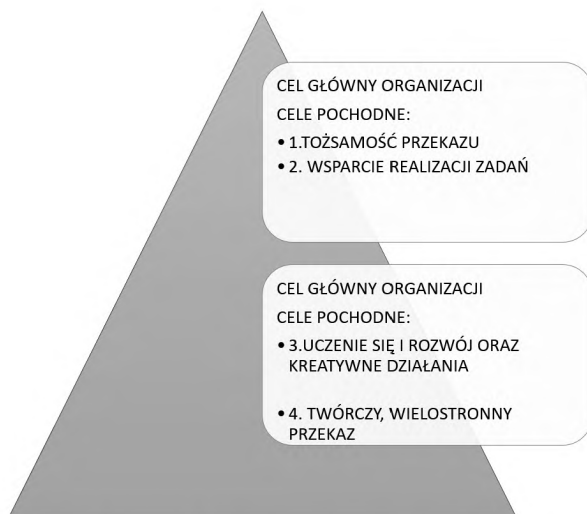 CEL GŁÓWNY ORGANIZACJI
CELE POCHODNE:
• 1.TOŻSAMOŚĆ PRZEKAZU
• 2. WSPARCIE REALIZACJI ZADAŃ
CEL GŁÓWNY ORGANIZACJI
CELE POCHODNE:
• 3.UCZENIE SIĘ I ROZWÓJ ORAZ
KREATYWNE DZIAŁANIA
• 4. TWÓRCZY, WIELOSTRONNY
PRZEKAZ